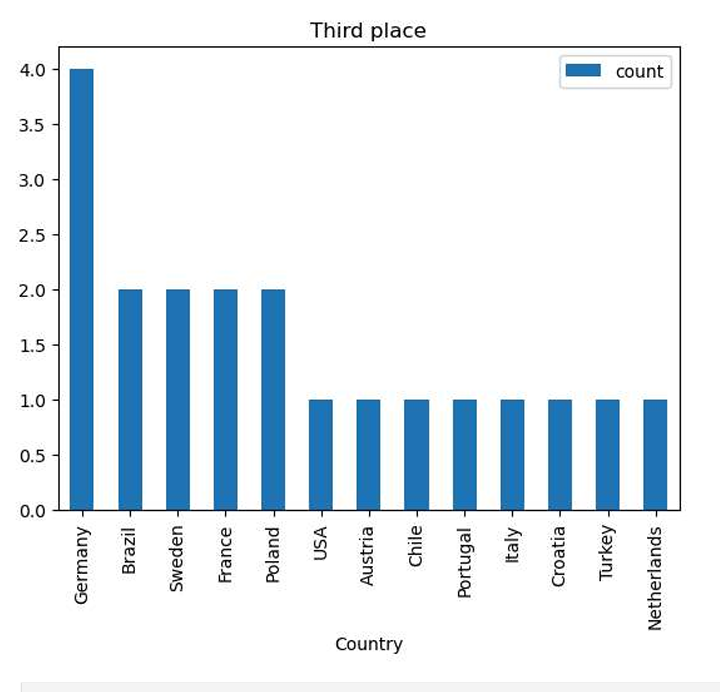 Third place
count
4.0
3.5
3.0
2.5
2.0
1.5
1.0
0.5
0.0
Germany
Brazil
Sweden
France
Poland
USA
Austria
Chile
Portugal
Italy
Croatia
Turkey
Netherlands
Country